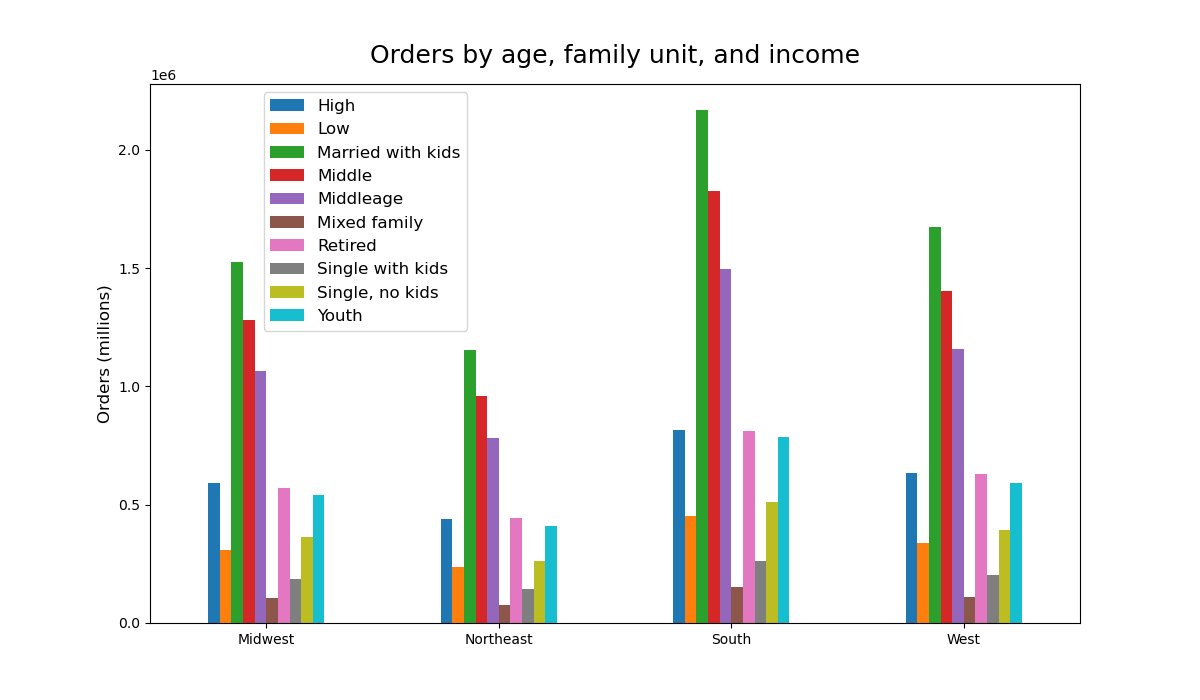 Orders by age, family unit, and income
1e6
Orders (millions)
2.0
1.5
1.0
0.5
0.0
High
Low
Married with kids
Middle
Middleage
Mixed family
Retired
Single with kids
Single, no kids
Youth
Midwest Northeast South West